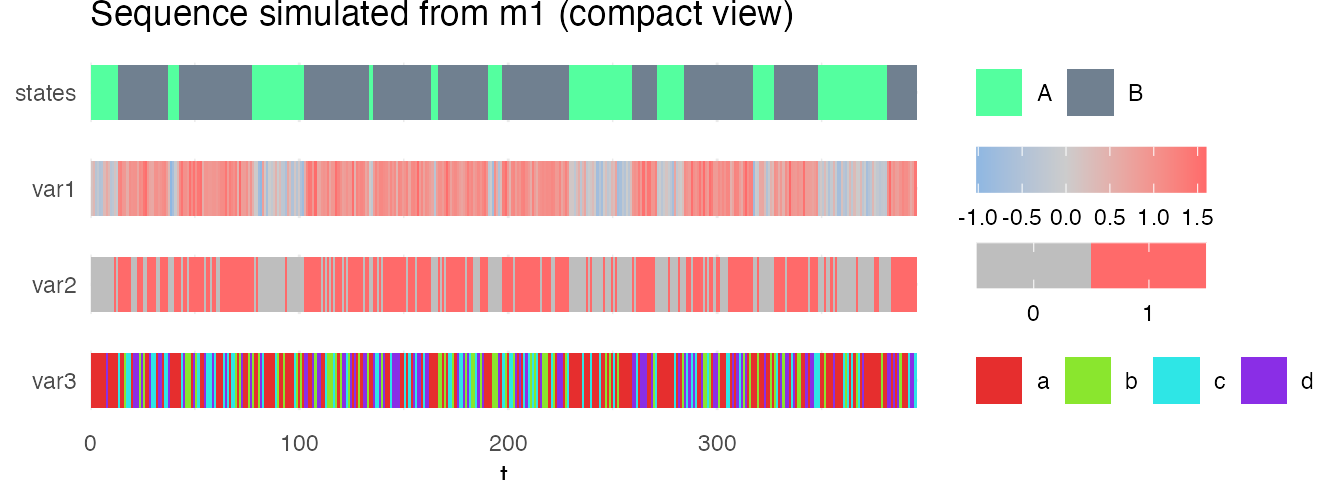 Sequence simulated from m1 (compact view)
states
A B
var1
-1.0 -0.5 0.0 0.5 1.0 1.5
var2
0 1
var3
a b c d
0 100 200 300
t